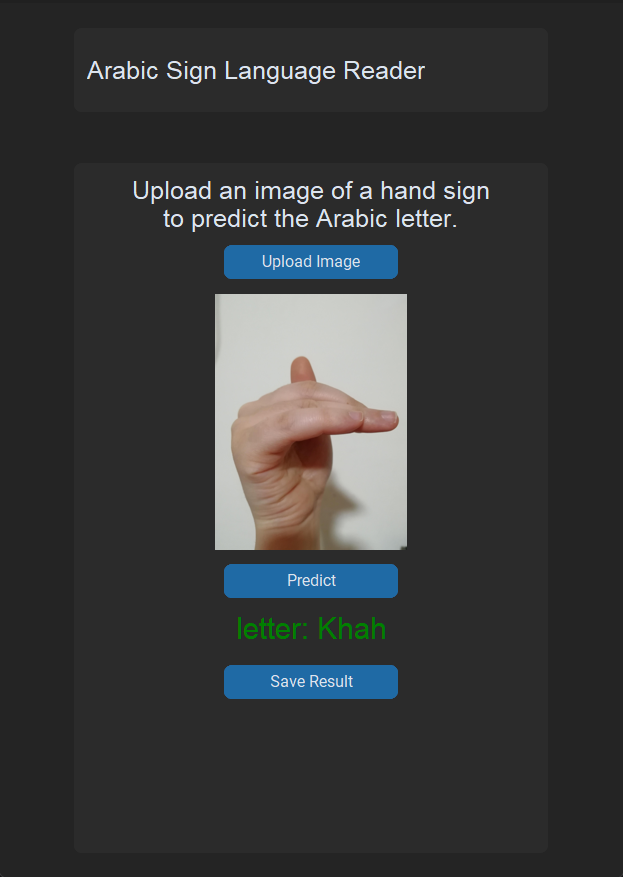 Arabic Sign Language Reader
Upload an image of a hand sign
to predict the Arabic letter.
Upload Image
Predict
letter: Khah
Save Result